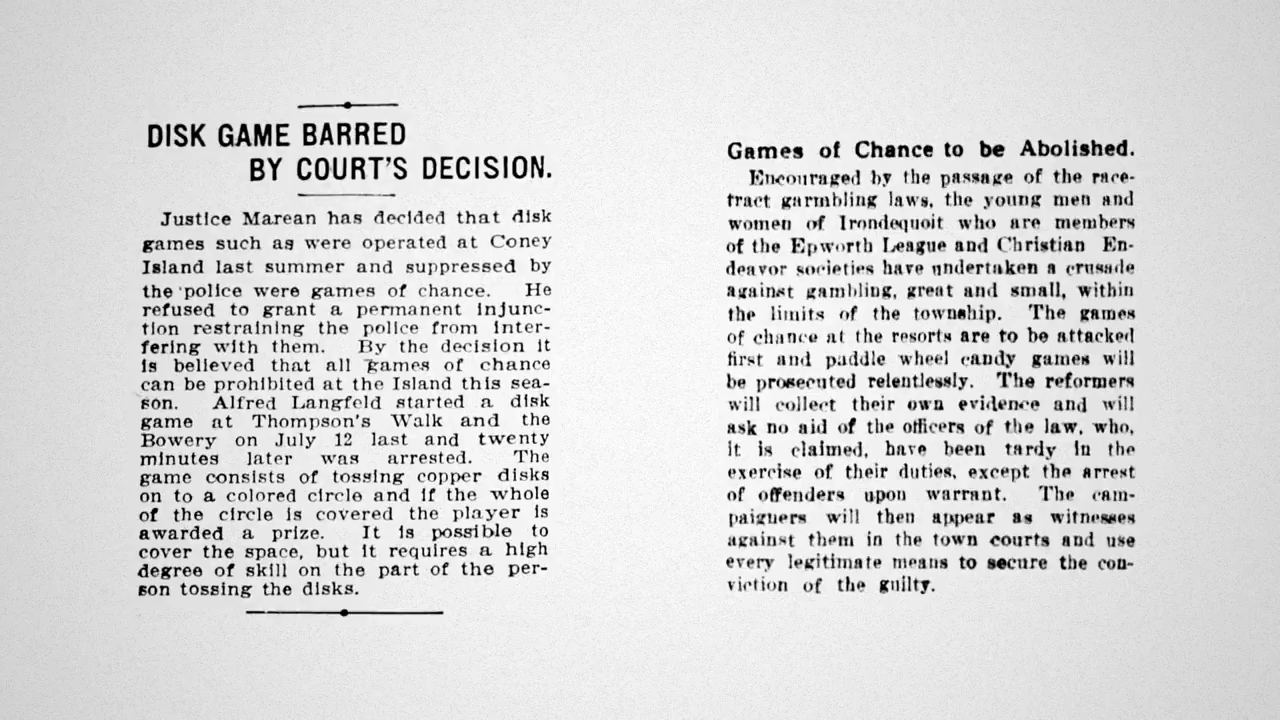 DISK GAME BARRED
BY COURT'S DECISION.
Justice Marean has decided that disk
games such as were operated at Coney
Island last summer and suppressed by
the police were games of chance. He
refused to grant a permanent injunc-
tion restraining the police from inter-
fering with them. By the decision it
is believed that all games of chance
can be prohibited at the Island this sea-
son. Alfred Langfeld started a disk
game at Thompson's Walk and the
Bowery on July 12 last and twenty
minutes later was arrested. The
game consists of tossing copper disks
on to a colored circle and if the whole
of the circle is covered the player is
awarded a prize. It is possible to
cover the space, but it requires a high
degree of skill on the part of the per-
son tossing the disks.
Games of Chance to be Abolished.
Encouraged by the passage of the race-
tract garmbling laws, the young men and
women of Irondequoit who are members
of the Epworth League and Christian En-
deavor societies have undertaken a crusade
against gambling, great and small, within
the limits of the township. The games
of chance at the resorts are to be attacked
first and paddle wheel candy games will
be prosecuted relentlessly. The reformers
will collect their own evidence and will
ask no aid of the officers of the law, who,
it is claimed, have been tardy in the
exercise of their duties, except the arrest
of offenders upon warrant. The cam-
paigners will then appear as witnesses
against them in the town courts and use
every legitimate means to secure the con-
viction of the guilty.